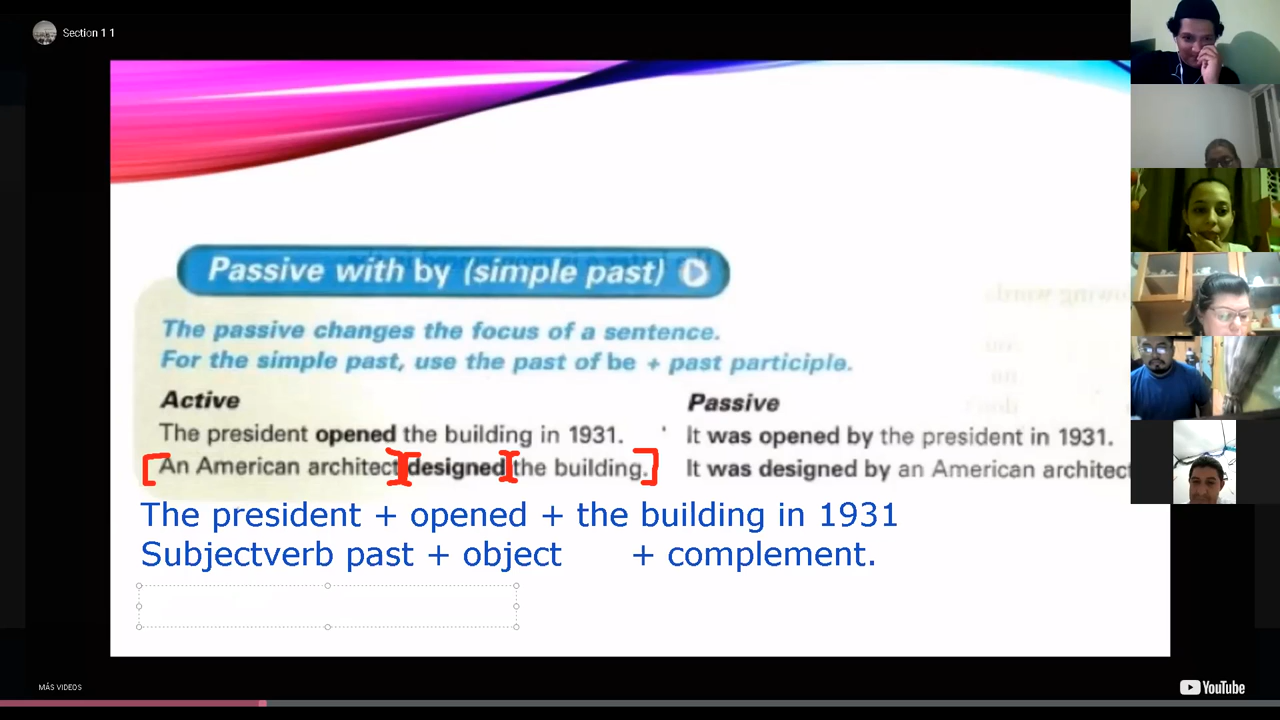 Section 1 1
Passive with by (simple past)
The passive changes the focus of a sentence.
For the simple past, use the past of be + past participle.
Active
Passive
The president opened the building in 1931.
It was opened by the president in 1931.
An American architect designed the building.
It was designed by an American architect
The president + opened + the building in 1931
Subjectverb past + object + complement.
MÁS VIDEOS
YouTube